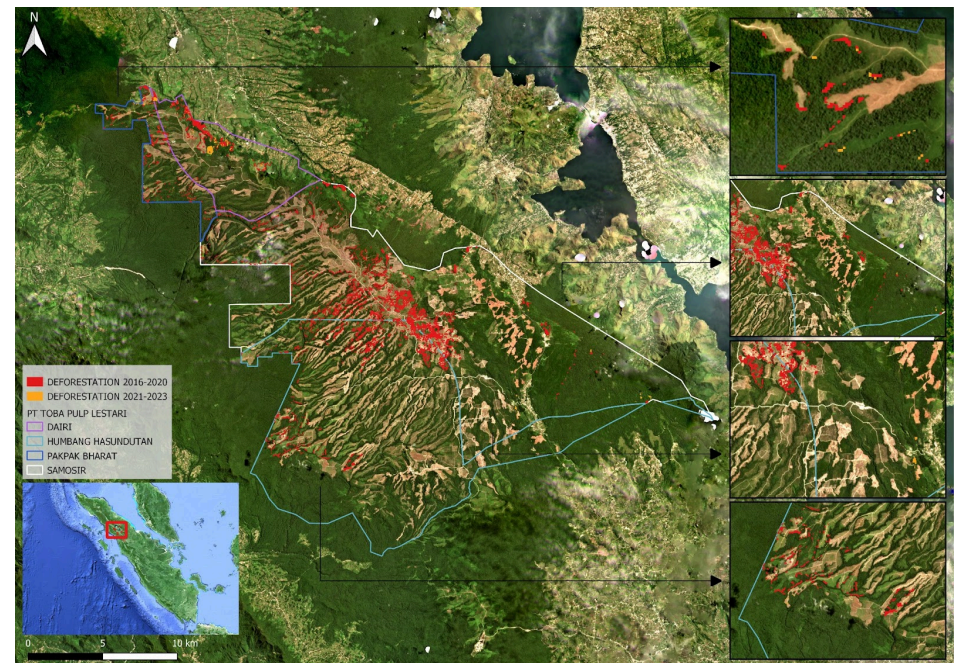 N
DEFORESTATION 2016-2020
DEFORESTATION 2021-2023
PT TOBA PULP LESTARI
DAIRI
HUMBANG HASUNDUTAN
PAKPAK BHARAT
SAMOSIR
0 5 10 km